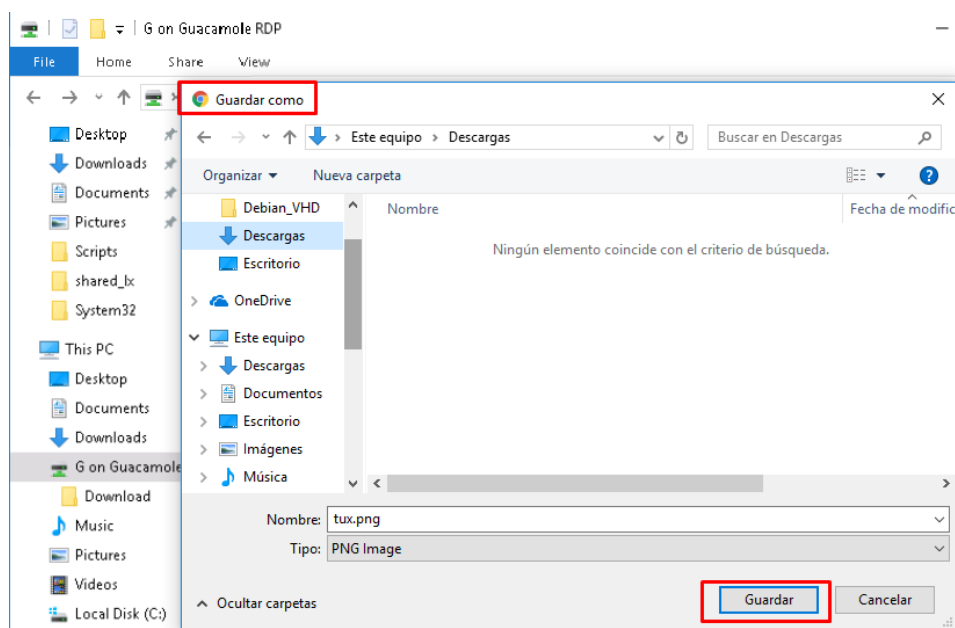 G on Guacamole RDP
File Home Share View
Guardar como
Este equipo > Descargas
Buscar en Descargas
Organizar Nueva carpeta
Desktop
Downloads
Documents
Pictures
Scripts
shared_lx
System32
This PC
Desktop
Documents
Downloads
G on Guacamole
Download
Music
Pictures
Videos
Local Disk (C:)
Debian_VHD
Descargas
Escritorio
OneDrive
Este equipo
Descargas
Documentos
Escritorio
Imágenes
Música
Nombre
Fecha de modific
Ningún elemento coincide con el criterio de búsqueda.
Nombre: tux.png
Tipo: PNG Image
Ocultar carpetas
Guardar
Cancelar